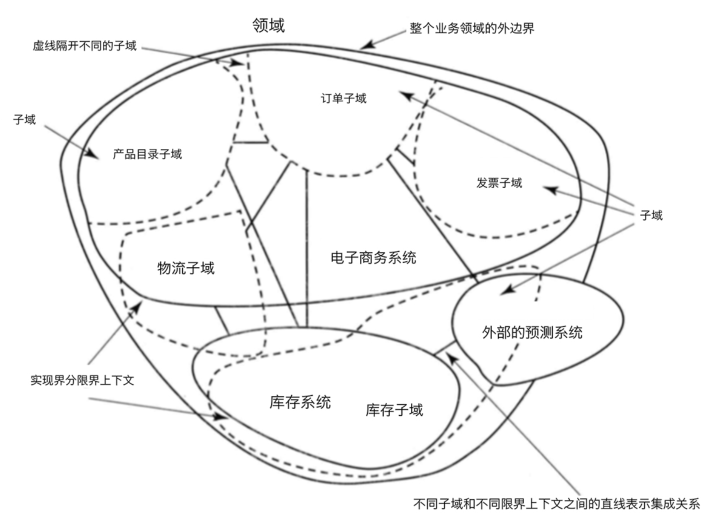 领域
整个业务领域的外边界
虚线隔开不同的子域
订单子域
子域
产品目录子域
发票子域
子域
电子商务系统
物流子域
外部的预测系统
实现界分限界上下文
库存系统
库存子域
不同子域和不同限界上下文之间的直线表示集成关系